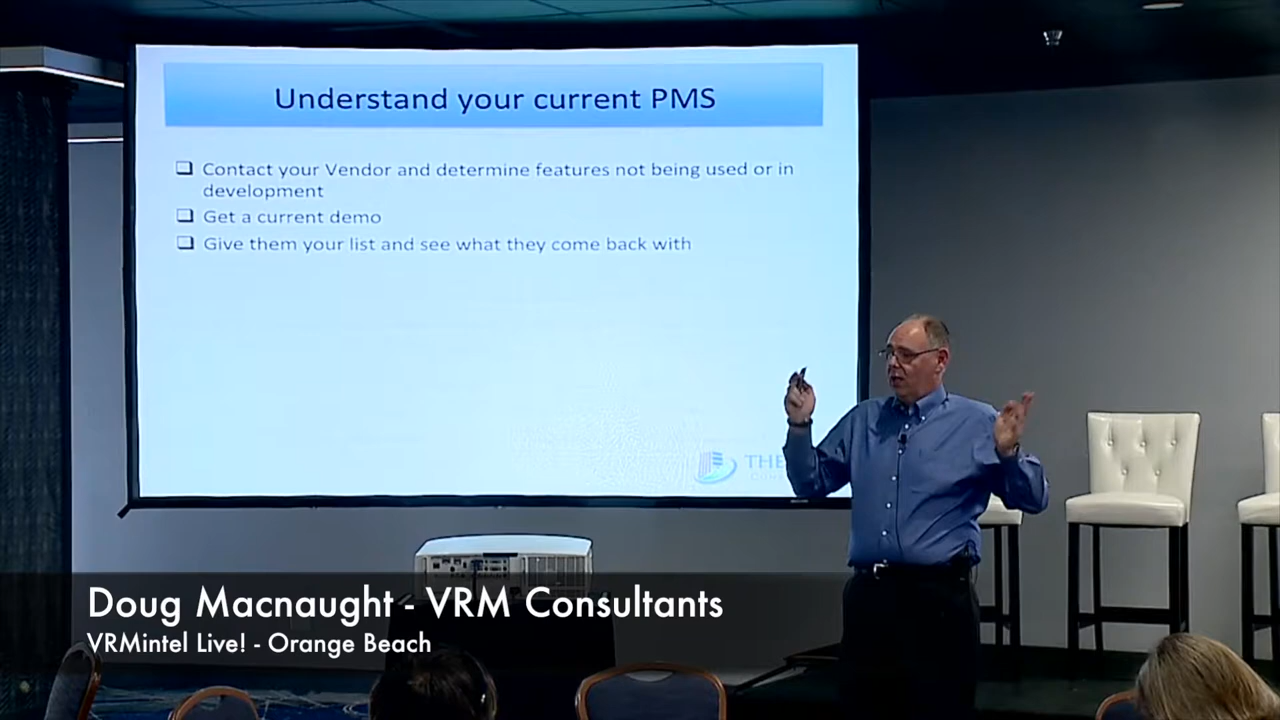 Understand your current PMS
Contact your Vendor and determine features not being used or in
development
Get a current demo
Give them your list and see what they come back with
THE
Doug Macnaught - VRM Consultants
VRMintel Live! - Orange Beach